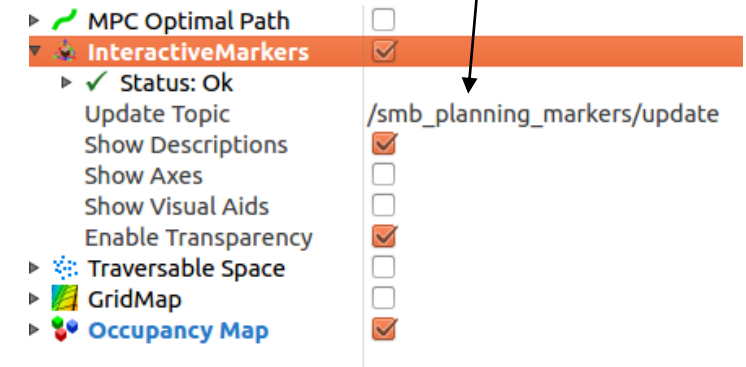 MPC Optimal Path
InteractiveMarkers
Status: Ok
Update Topic /smb_planning_markers/update
Show Descriptions
Show Axes
Show Visual Aids
Enable Transparency
Traversable Space
GridMap
Occupancy Map